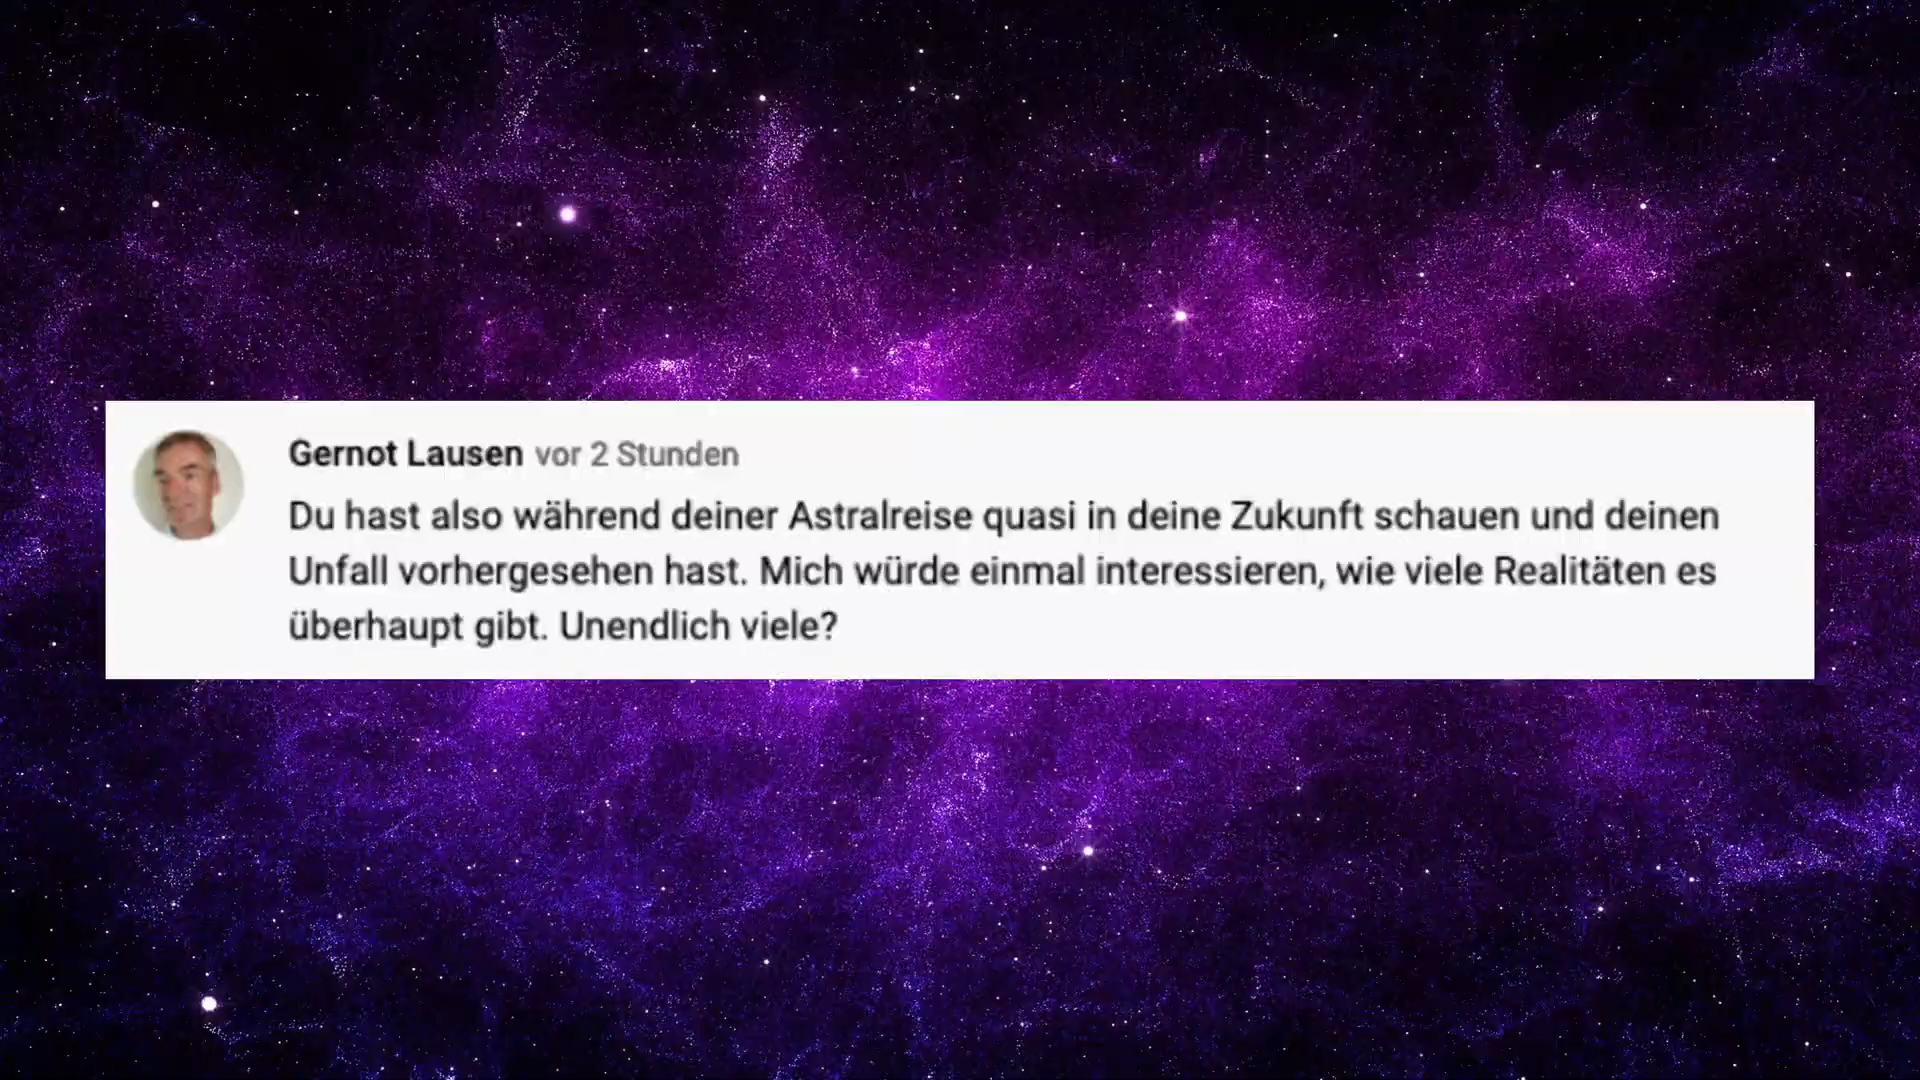 Gernot Lausen vor 2 Stunden
Du hast also während deiner Astralreise quasi in deine Zukunft schauen und deinen
Unfall vorhergesehen hast. Mich würde einmal interessieren, wie viele Realitäten es
überhaupt gibt. Unendlich viele?